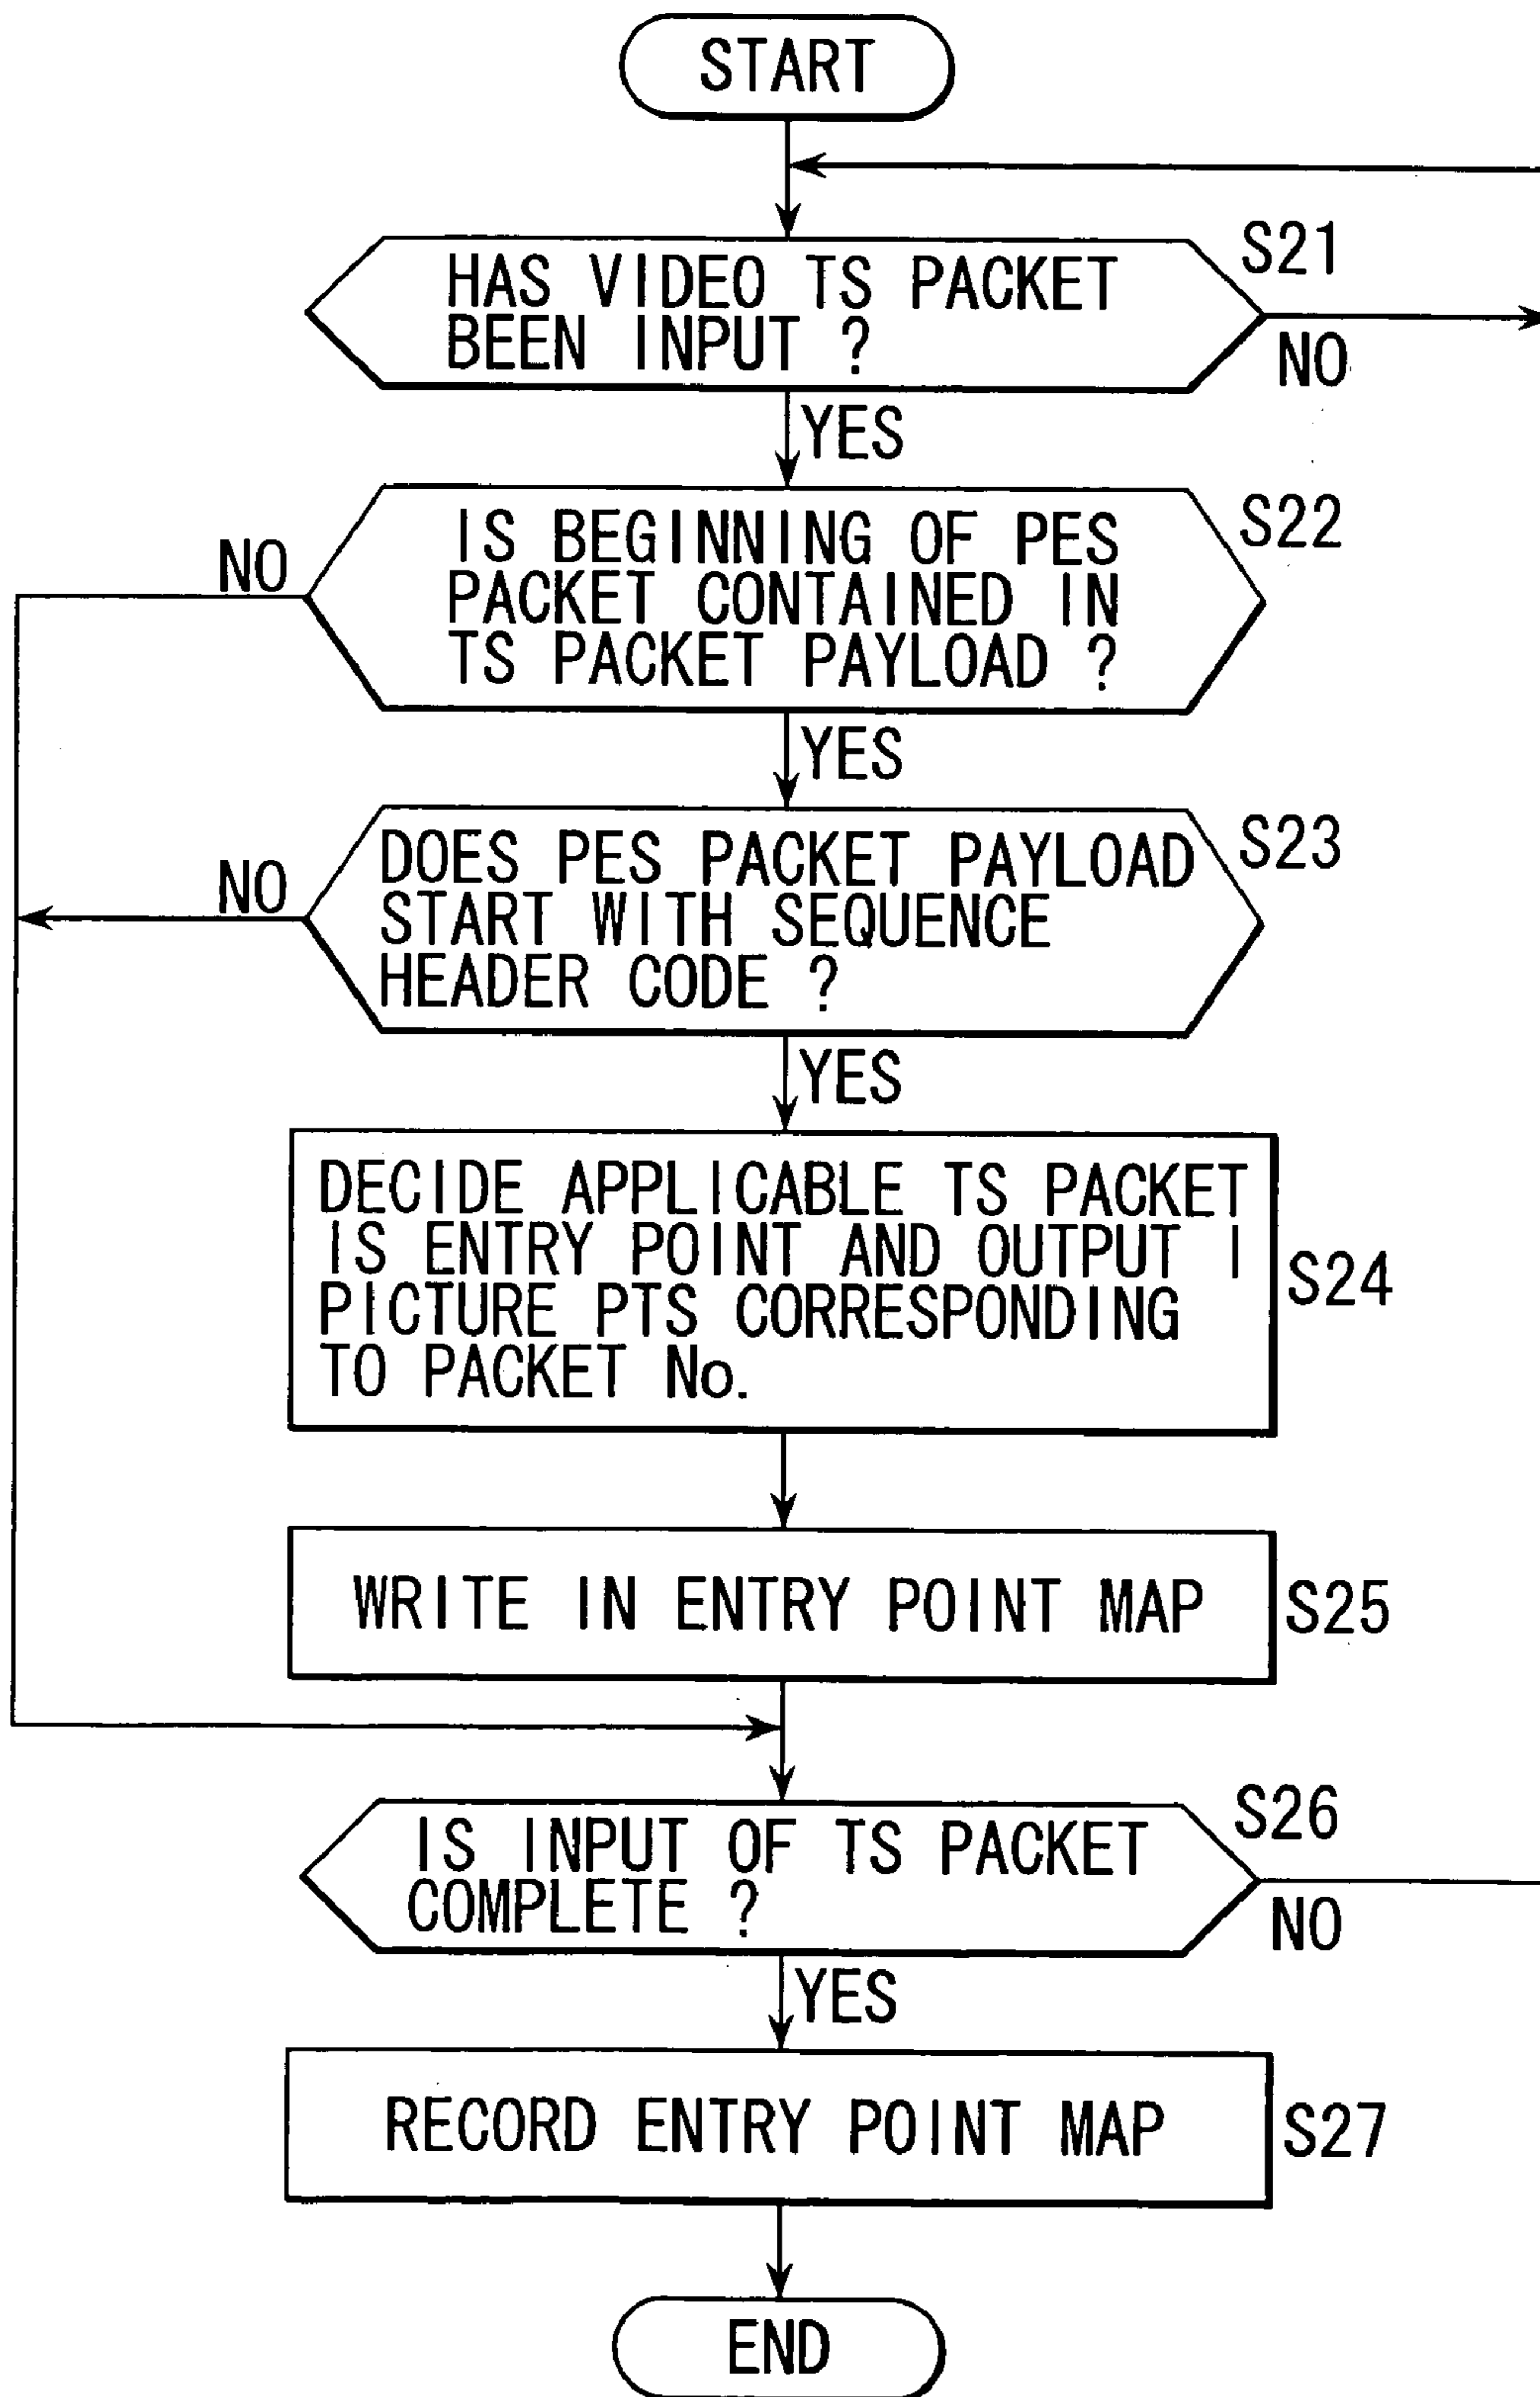 START
HAS VIDEO TS PACKET
BEEN INPUT ?
S21
NO
YES
IS BEGINNING OF PES
PACKET CONTAINED IN
TS PACKET PAYLOAD ?
S22
NO
YES
DOES PES PACKET PAYLOAD
START WITH SEQUENCE
HEADER CODE ?
S23
NO
YES
DECIDE APPLICABLE TS PACKET
IS ENTRY POINT AND OUTPUT I
PICTURE PTS CORRESPONDING
TO PACKET No.
S24
WRITE IN ENTRY POINT MAP
S25
IS INPUT OF TS PACKET
COMPLETE ?
S26
NO
YES
RECORD ENTRY POINT MAP
S27
END